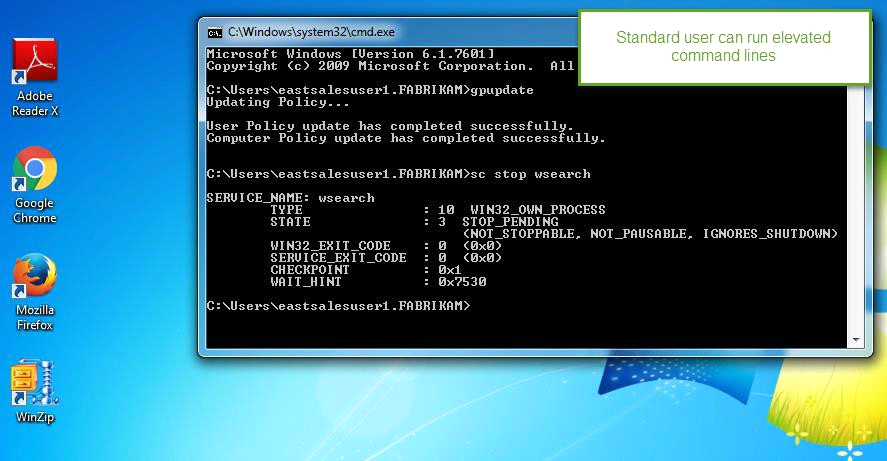 C:\Windows\system32\cmd.exe
Standard user can run elevated
command lines
Microsoft Windows [Version 6.1.7601]
Copyright (c) 2009 Microsoft Corporation.  All
C:\Users\eastsalesuser1.FABRIKAM>gpupdate
Updating Policy...
User Policy update has completed successfully.
Computer Policy update has completed successfully.
C:\Users\eastsalesuser1.FABRIKAM>sc stop wsearch
SERVICE_NAME: wsearch
TYPE : 10 WIN32_OWN_PROCESS
STATE : 3 STOP_PENDING
(NOT_STOPPABLE, NOT_PAUSABLE, IGNORES_SHUTDOWN)
WIN32_EXIT_CODE : 0 (0x0)
SERVICE_EXIT_CODE : 0 (0x0)
CHECKPOINT : 0x1
WAIT_HINT : 0x7530
C:\Users\eastsalesuser1.FABRIKAM>
Adobe
Reader X
Google
Chrome
Mozilla
Firefox
WinZip